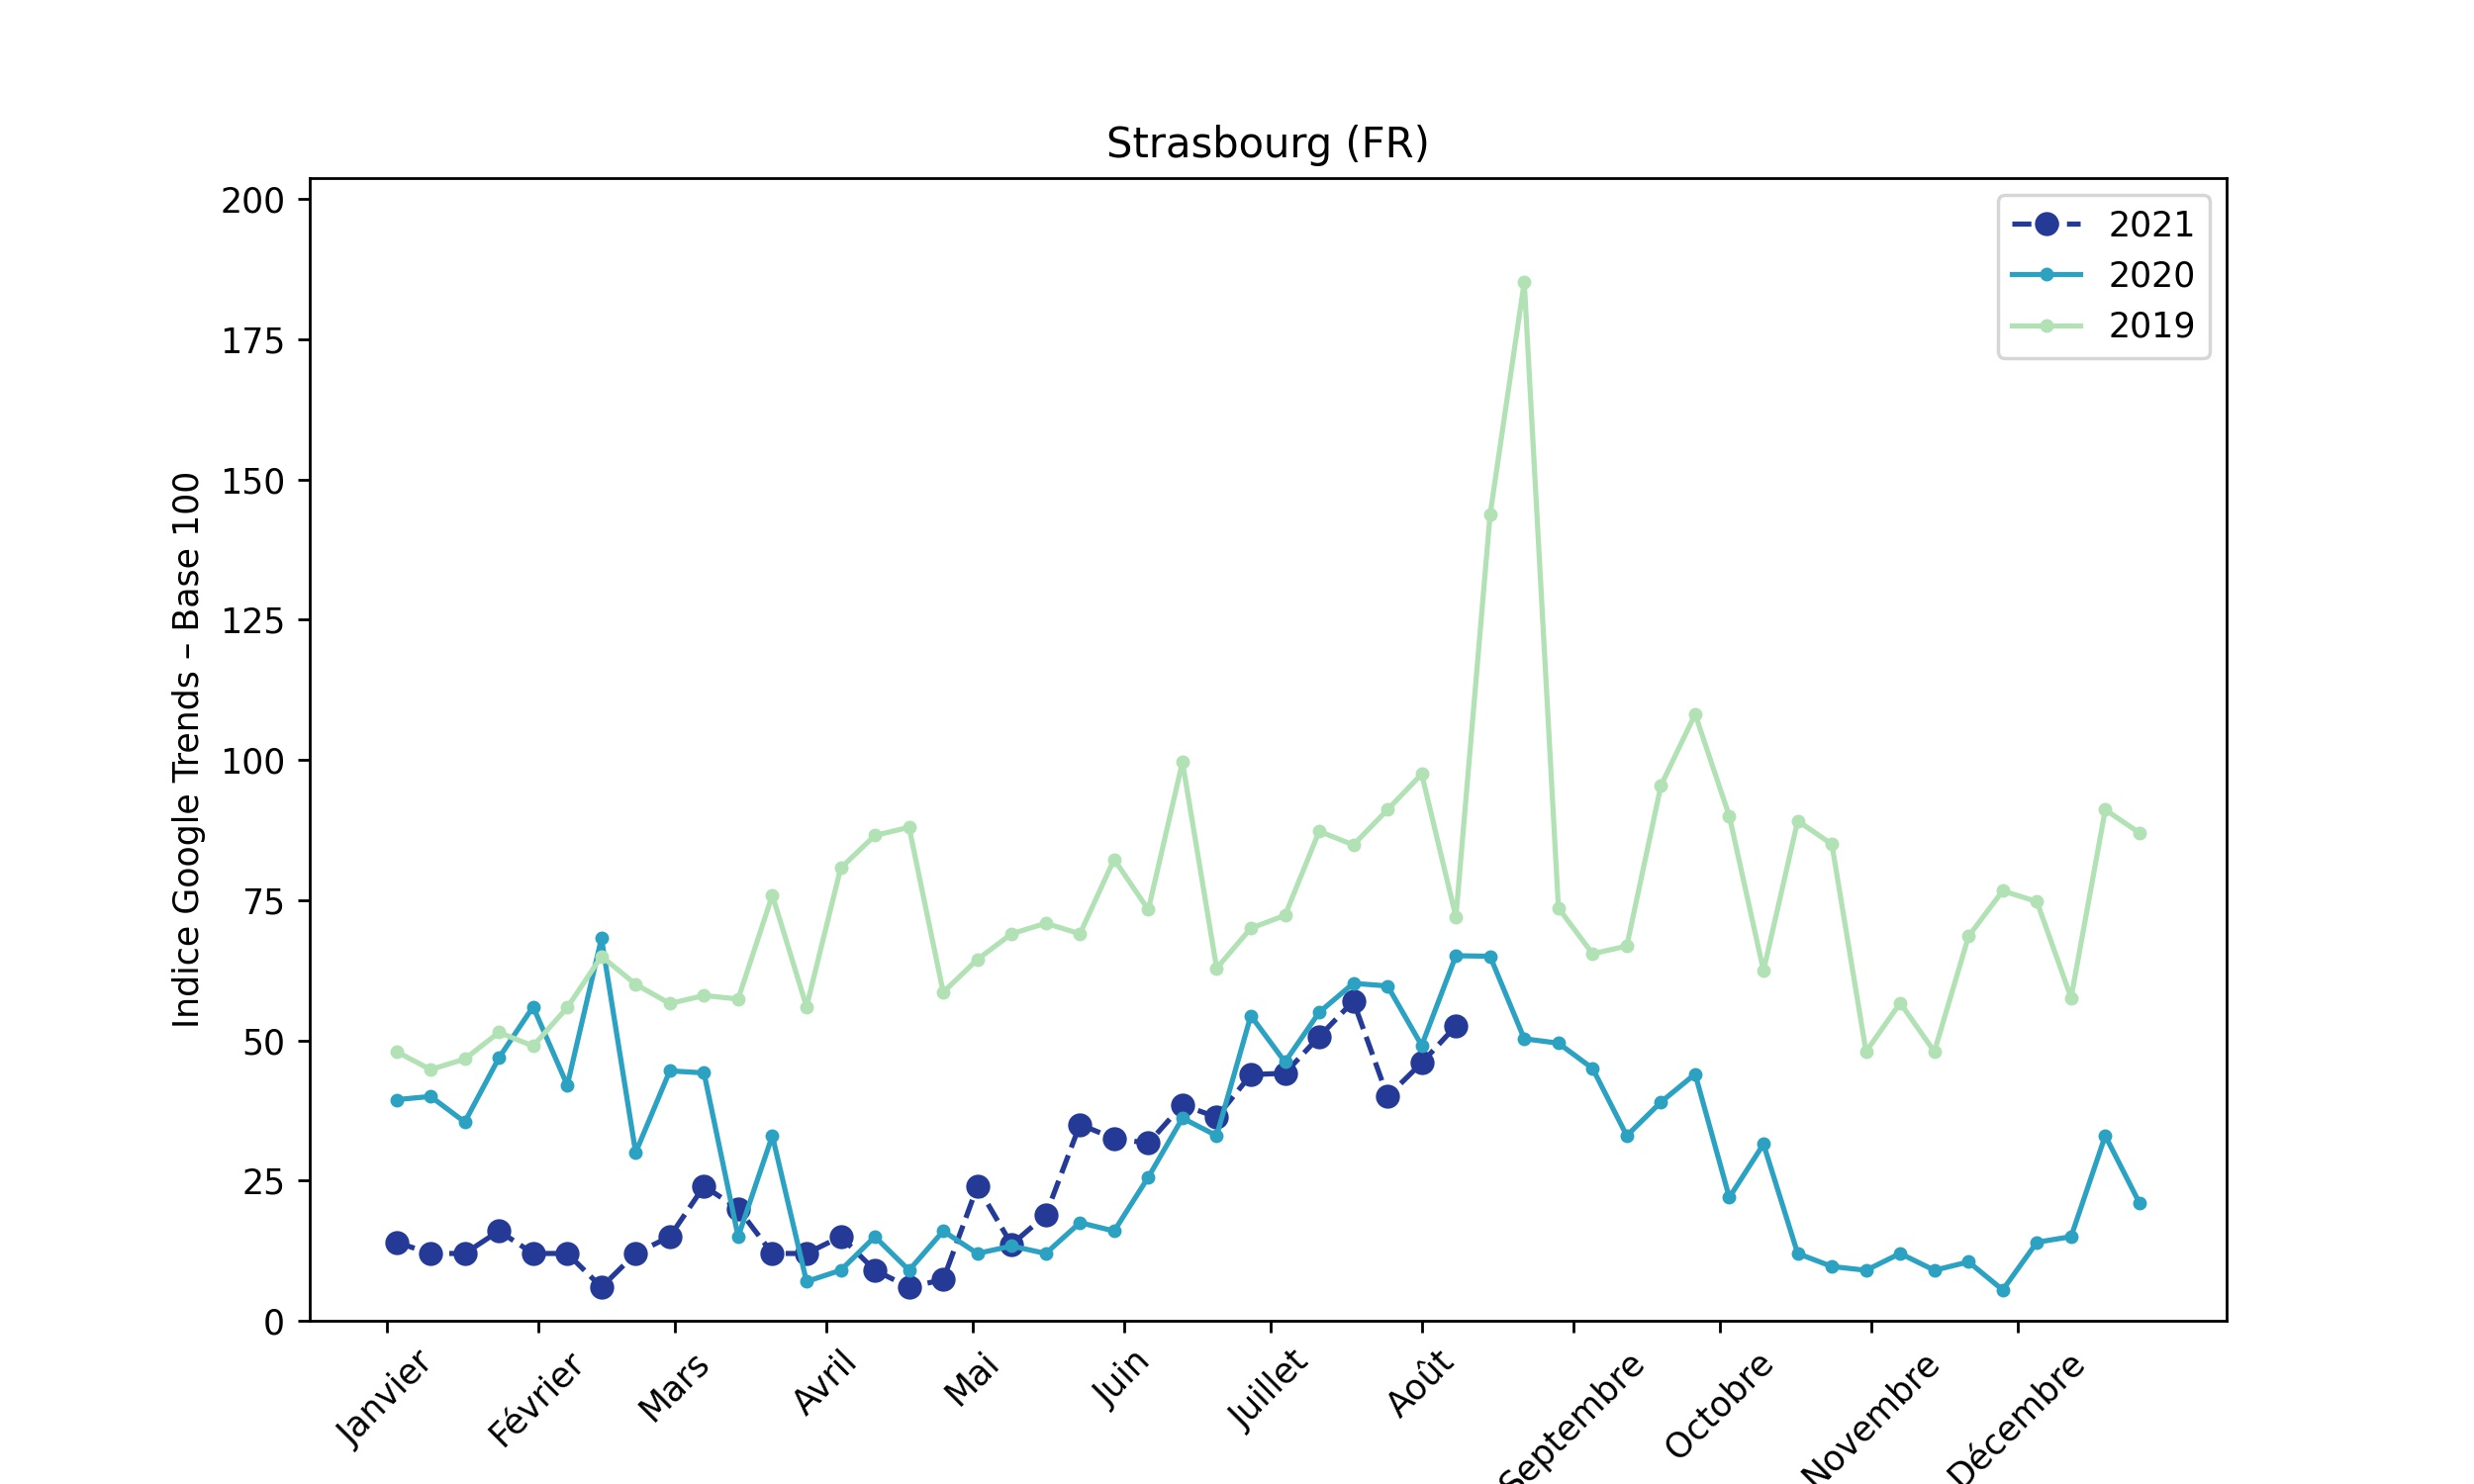 Strasbourg (FR)
200
175
150
125
100
75
50
25
0
Indice Google Trends – Base 100
2021
2020
2019
Janvier
Février
Mars
Avril
Mai
Juin
Juillet
Août
Septembre
Octobre
Novembre
Décembre